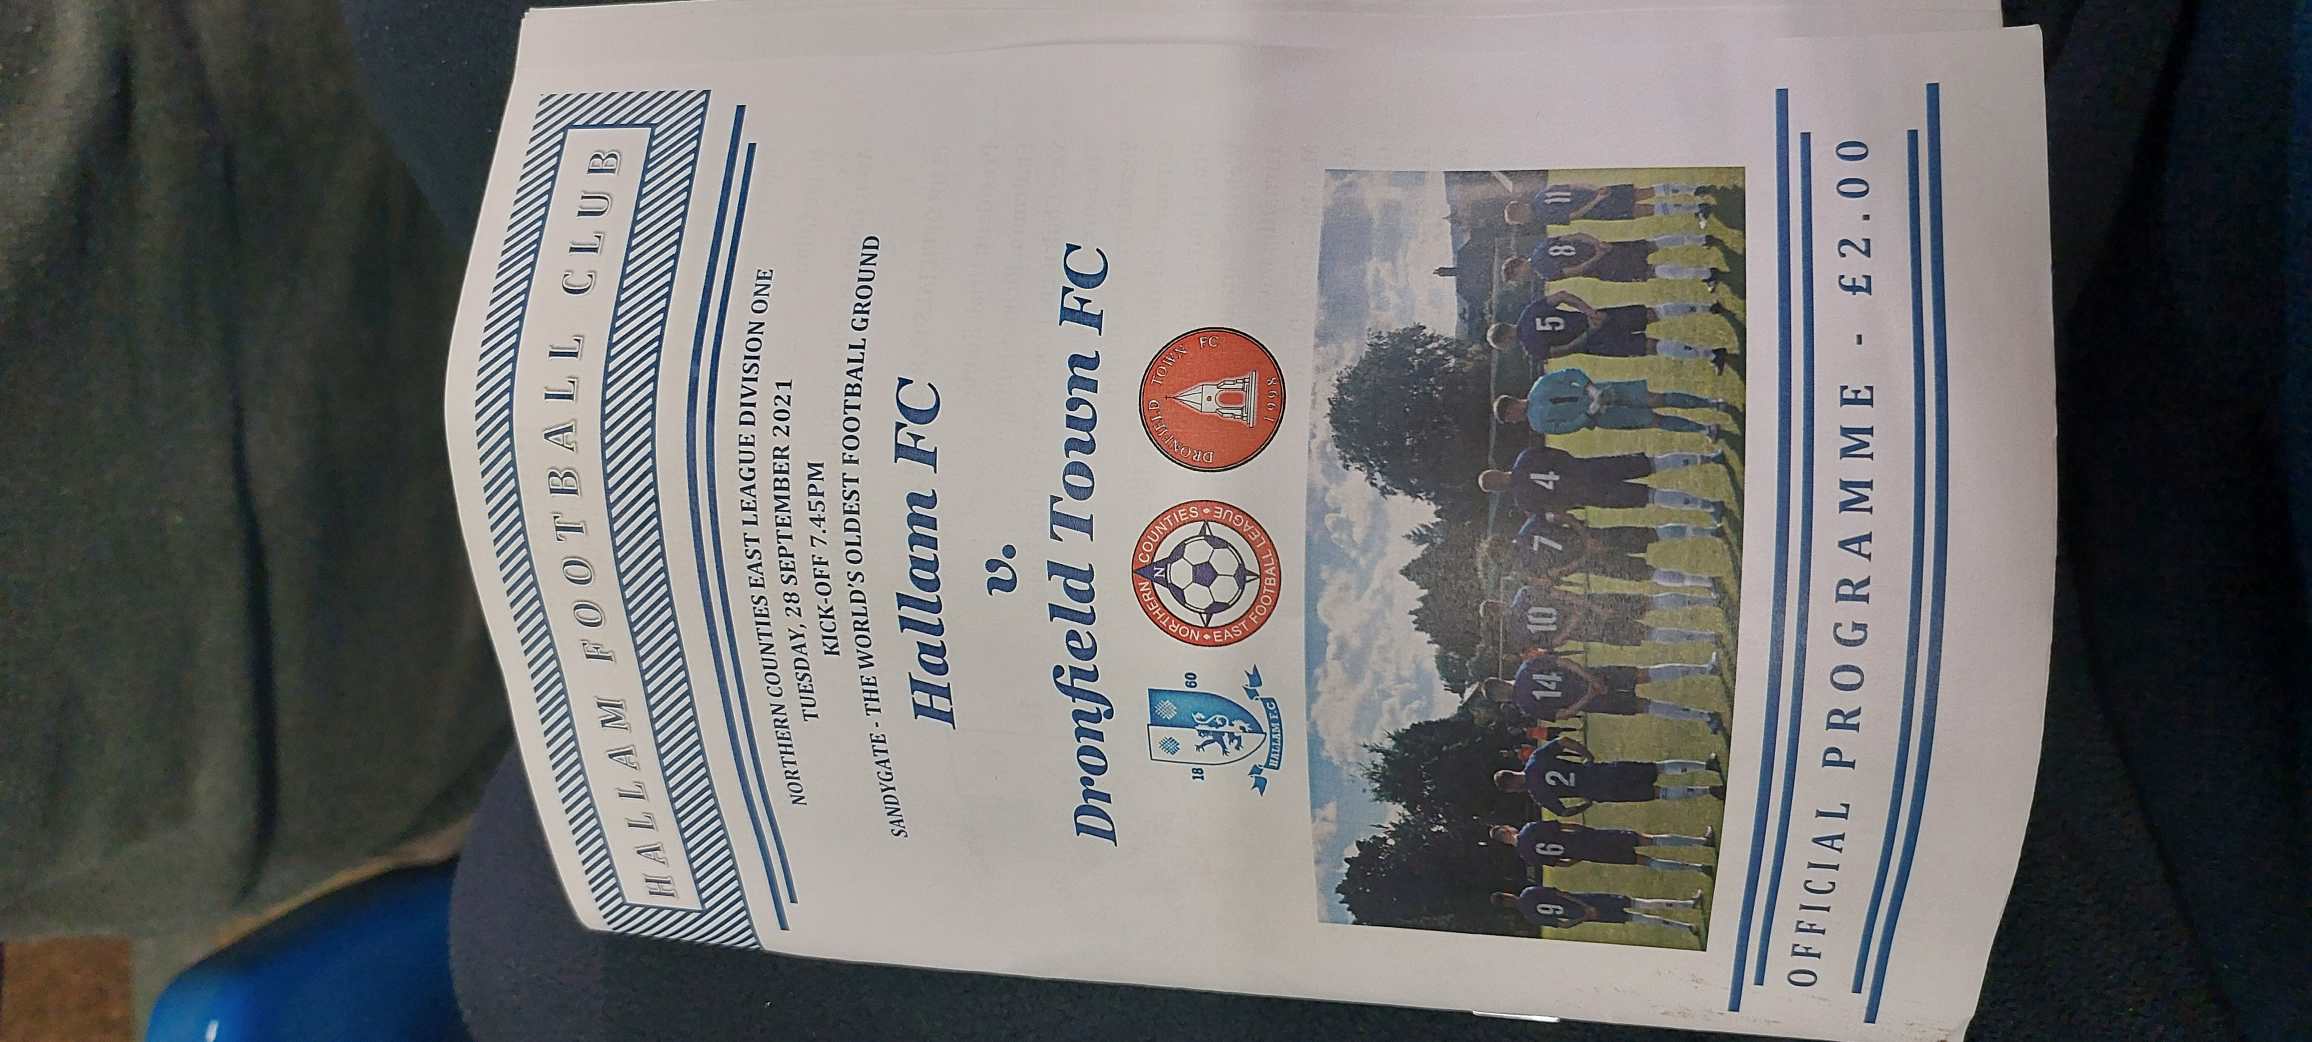 HALLAM FOOTBALL CLUB
NORTHERN COUNTIES EAST LEAGUE DIVISION ONE
TUESDAY, 28 SEPTEMBER 2021
KICK-OFF 7.45PM
SANDYGATE - THE WORLD'S OLDEST FOOTBALL GROUND
Hallam FC
v.
Dronfield Town FC
18 60
HALLAM F.C.
NORTHERN COUNTIES
EAST FOOTBALL LEAGUE
N
DRONFIELD TOWN FC
1998
9 6 2 14 10 7 4 1 5 8 11
OFFICIAL PROGRAMME - £2.00